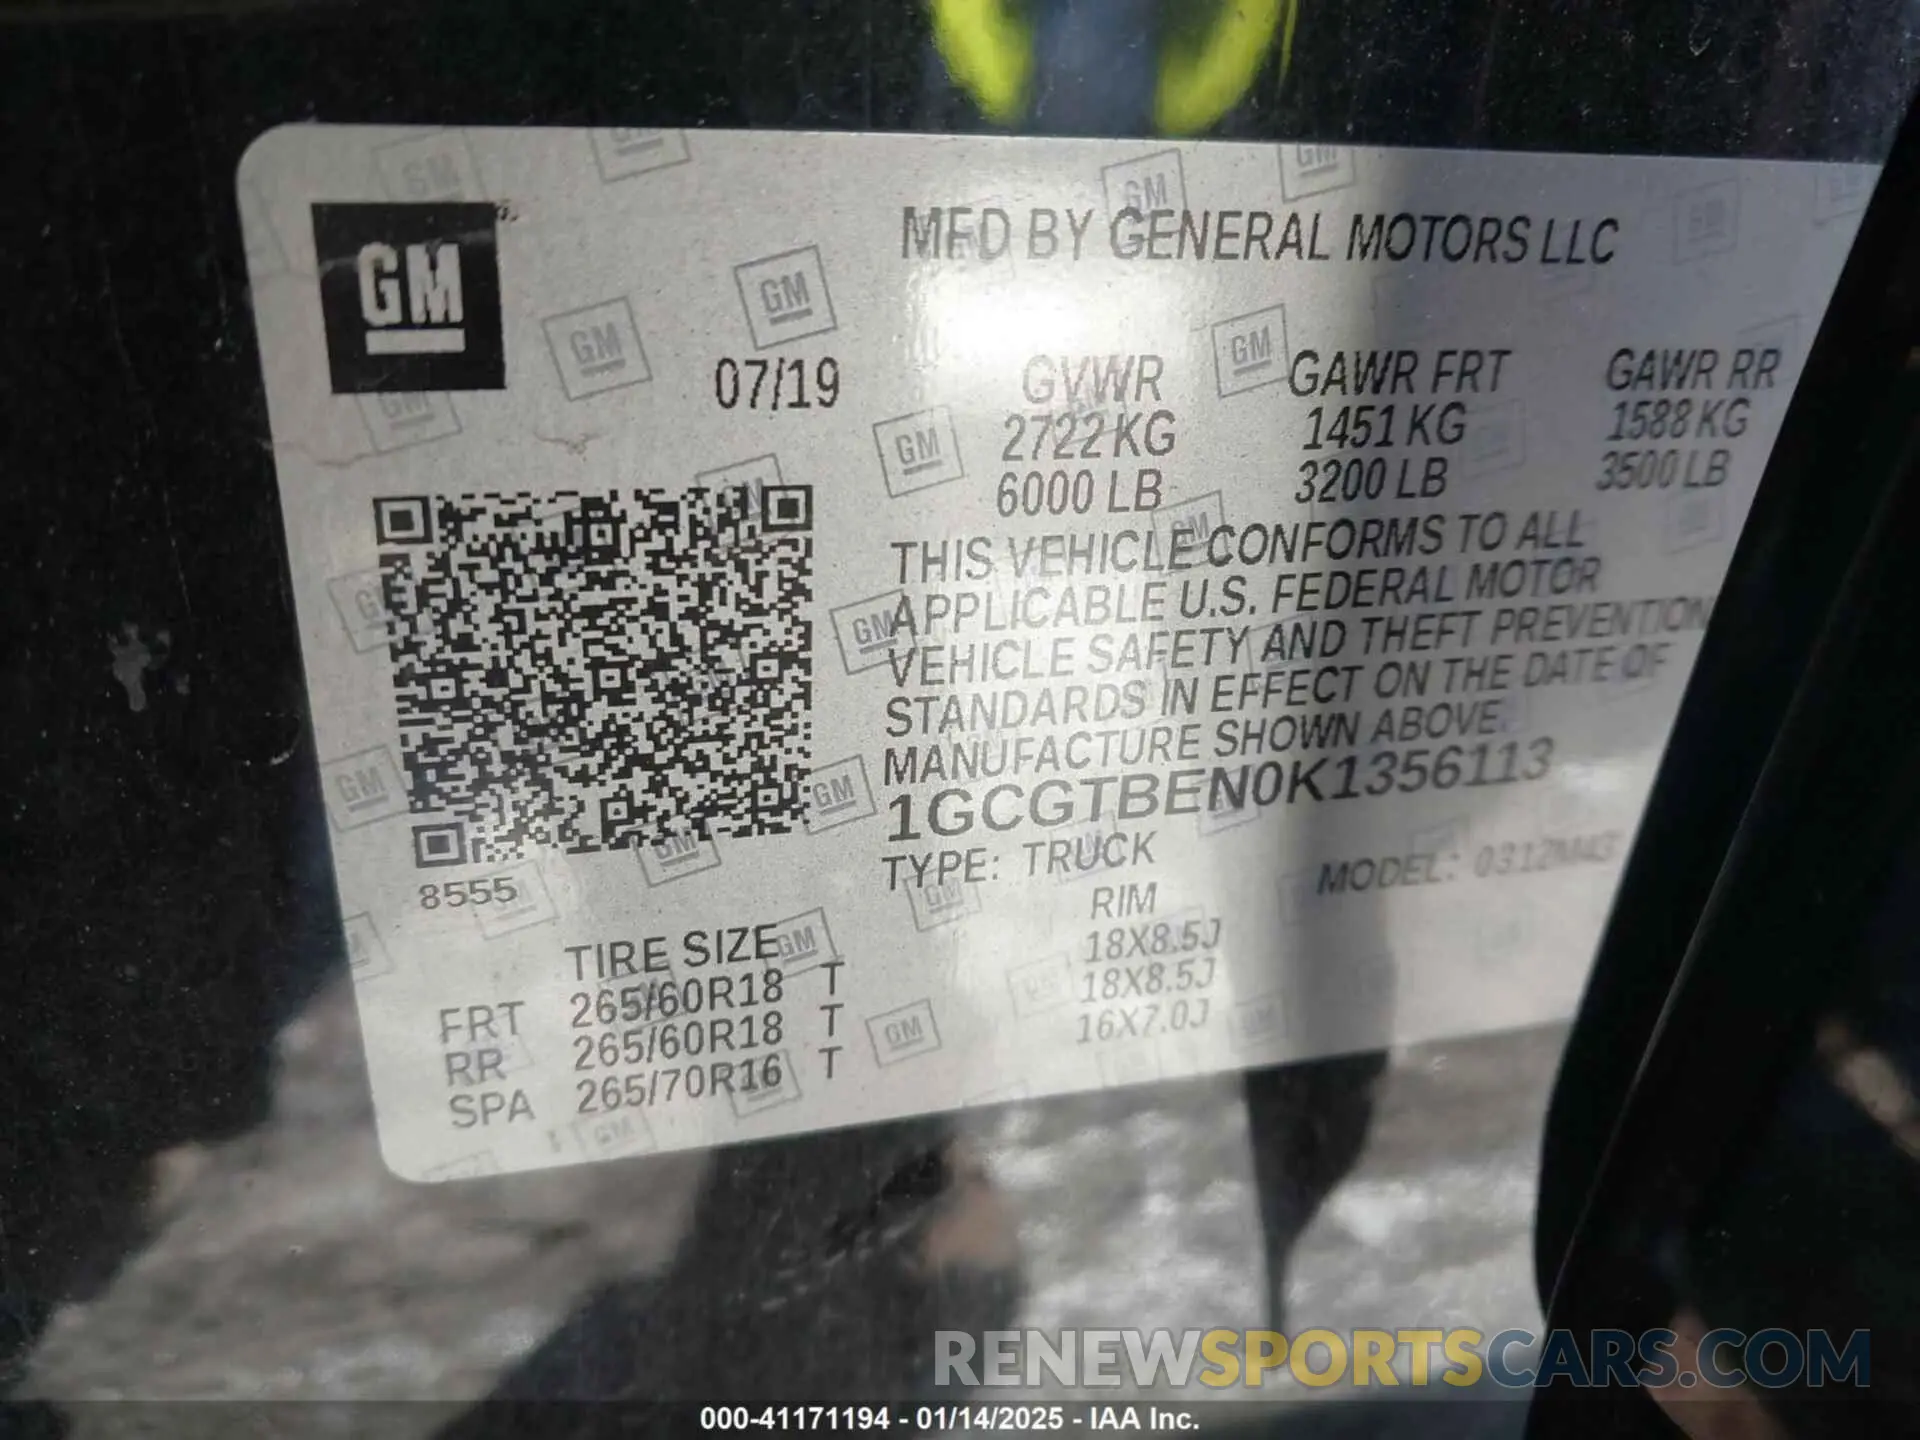 GM
MFD BY GENERAL MOTORS LLC
07/19
GVWR GAWR FRT GAWR RR
2722 KG 1451 KG 1588 KG
6000 LB 3200 LB 3500 LB
THIS VEHICLE CONFORMS TO ALL
APPLICABLE U.S. FEDERAL MOTOR
VEHICLE SAFETY AND THEFT PREVENTION
STANDARDS IN EFFECT ON THE DATE OF
MANUFACTURE SHOWN ABOVE.
1GCGTBEN0K1356113
TYPE: TRUCK MODEL: 0312M43
8555
TIRE SIZE RIM
FRT 265/60R18 T 18X8.5J
RR 265/60R18 T 18X8.5J
SPA 265/70R16 T 16X7.0J
RENEWSPORTSCARS.COM
000-41171194 - 01/14/2025 - IAA Inc.